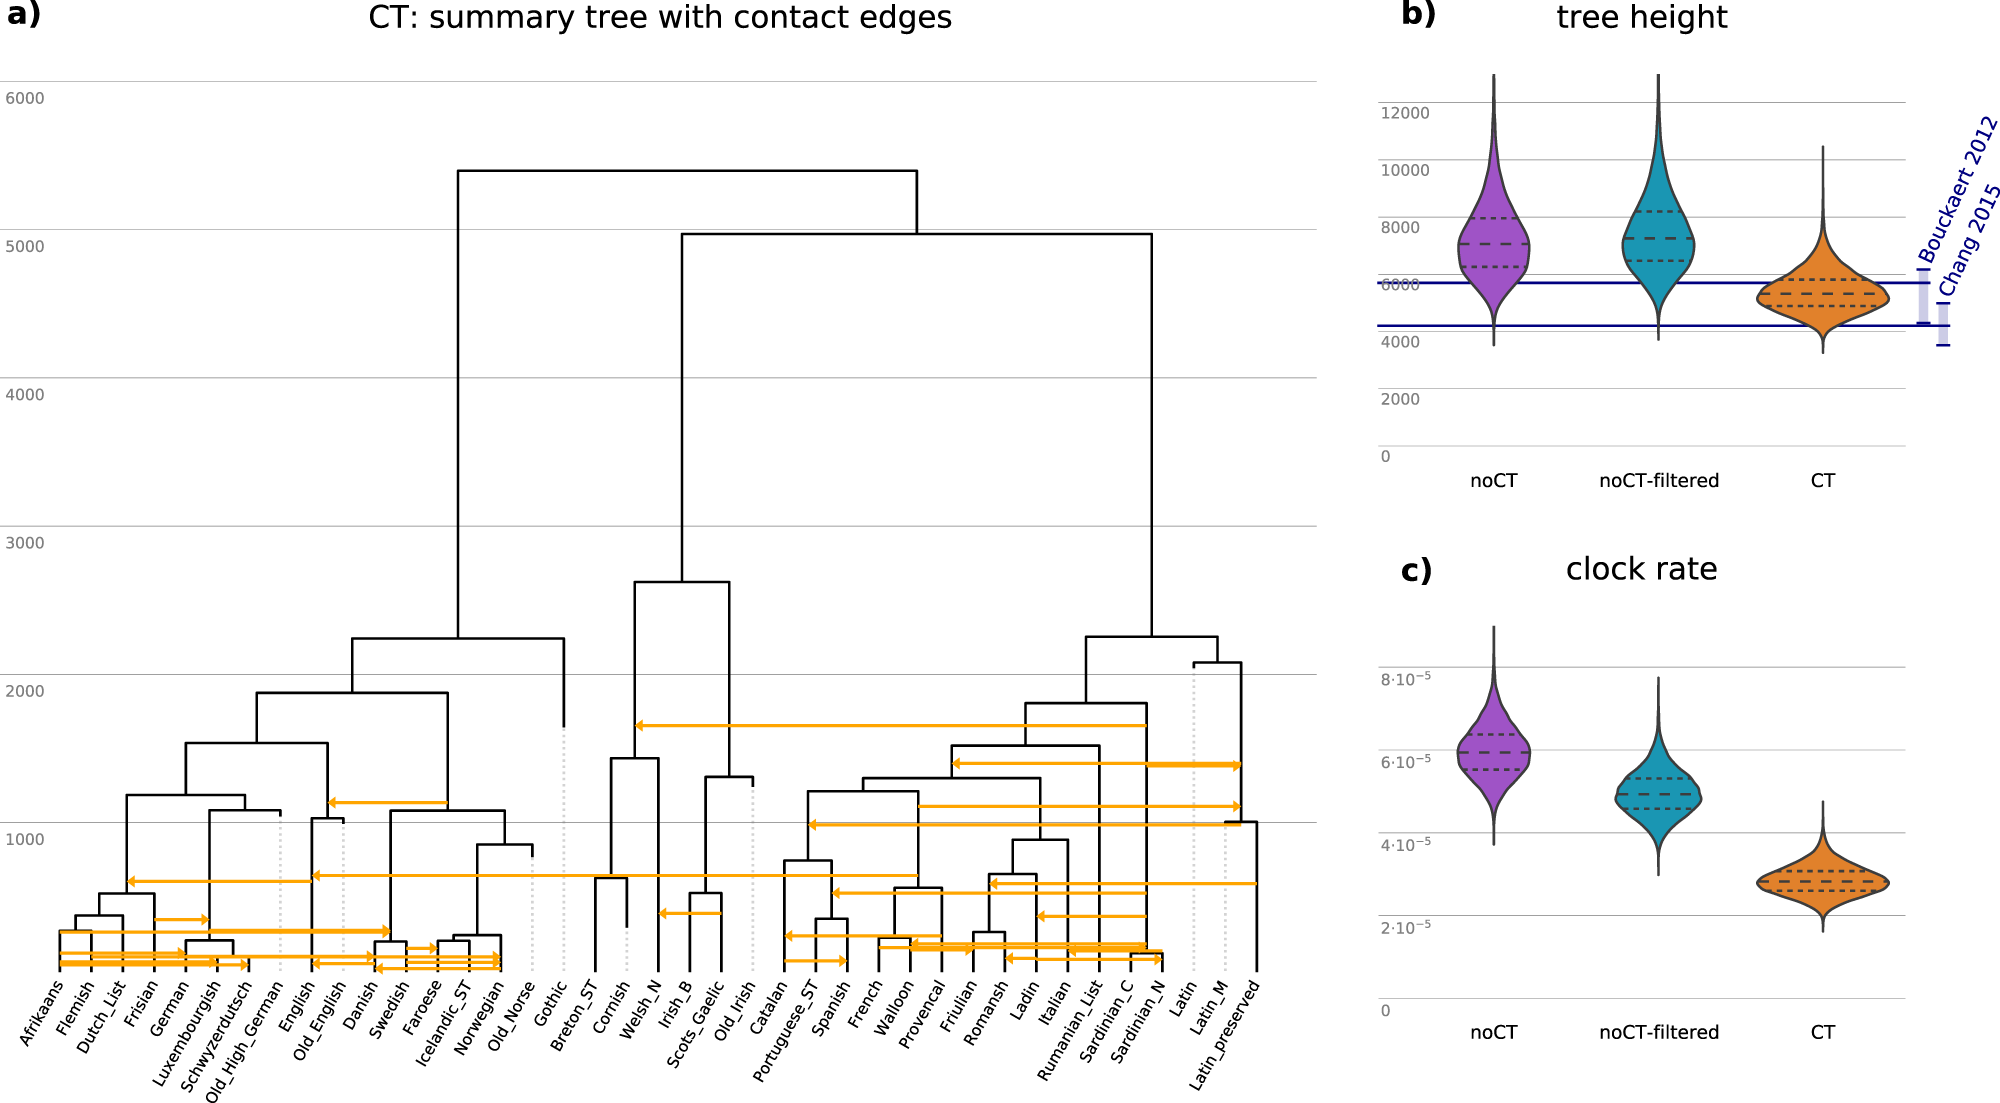 a)
CT: summary tree with contact edges
6000
5000
4000
3000
2000
1000
Afrikaans
Flemish
Dutch_List
Frisian
German
Luxembourgish
Schwyzerdutsch
Old_High_German
English
Old_English
Danish
Swedish
Faroese
Icelandic_ST
Norwegian
Old_Norse
Gothic
Breton_ST
Cornish
Welsh_N
Irish_B
Scots_Gaelic
Old_Irish
Catalan
Portuguese_ST
Spanish
French
Walloon
Provencal
Friulian
Romansh
Ladin
Italian
Rumanian_List
Sardinian_C
Sardinian_N
Latin
Latin_M
Latin_preserved
b)
tree height
12000
10000
8000
6000
4000
2000
0
Bouckaert 2012
Chang 2015
noCT
noCT-filtered
CT
c)
clock rate
8·10⁻⁵
6·10⁻⁵
4·10⁻⁵
2·10⁻⁵
0
noCT
noCT-filtered
CT